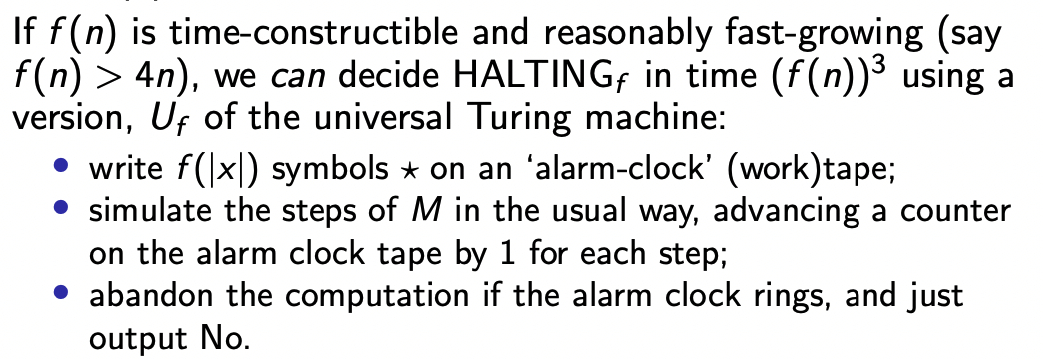 If f(n) is time-constructible and reasonably fast-growing (say
f(n) > 4n), we can decide HALTING_f in time (f(n))³ using a
version, U_f of the universal Turing machine:
• write f(|x|) symbols ⋆ on an ‘alarm-clock’ (work)tape;
• simulate the steps of M in the usual way, advancing a counter
on the alarm clock tape by 1 for each step;
• abandon the computation if the alarm clock rings, and just
output No.